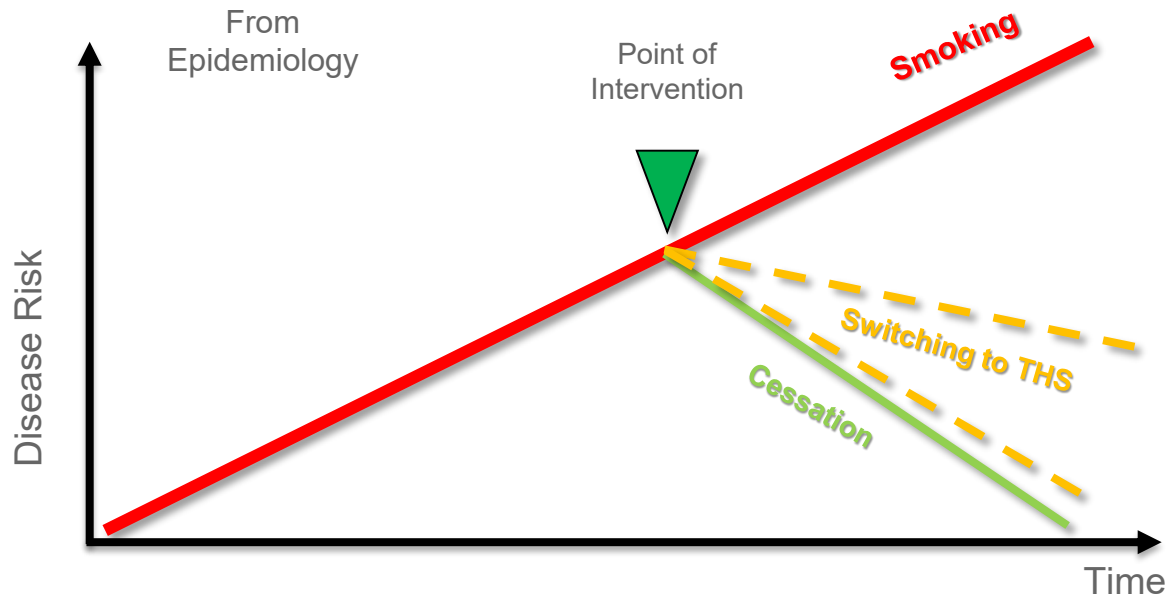 From
Epidemiology
Point of
Intervention
Smoking
Disease Risk
Switching to THS
Cessation
Time